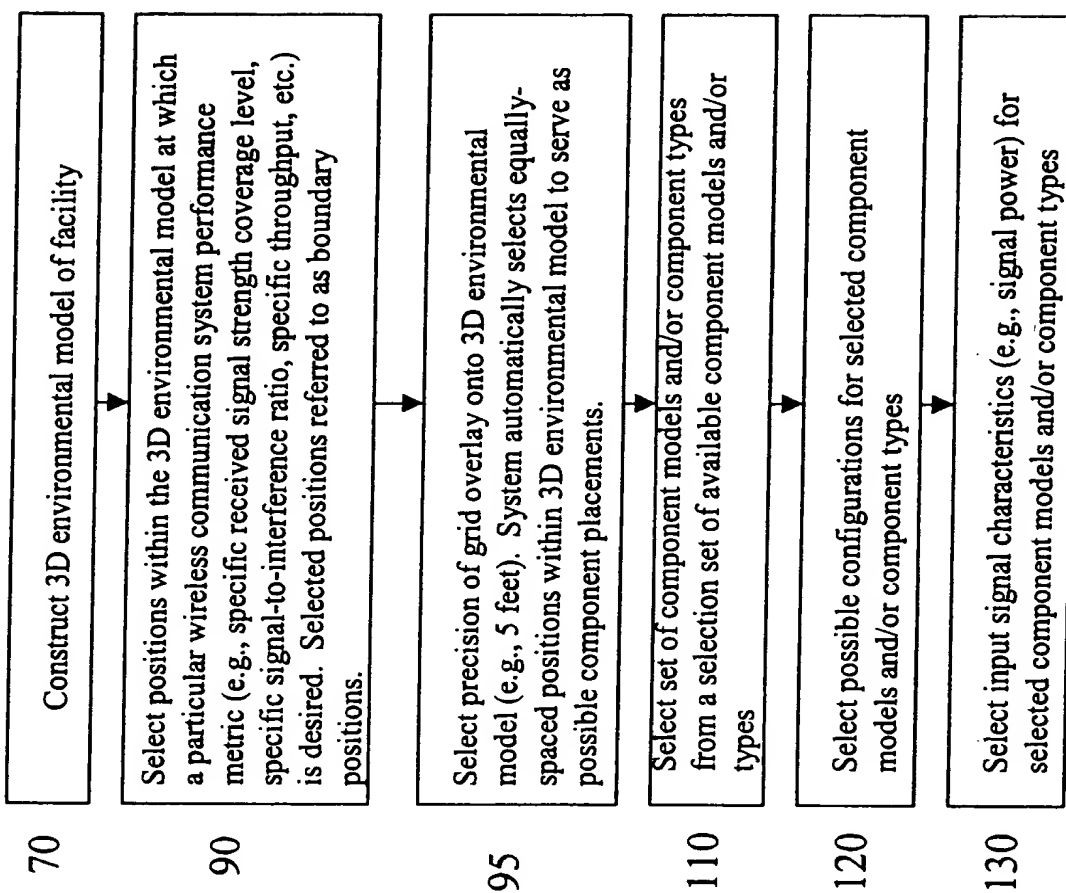 70
Construct 3D environmental model of facility
90
Select positions within the 3D environmental model at which
a particular wireless communication system performance
metric (e.g., specific received signal strength coverage level,
specific signal-to-interference ratio, specific throughput, etc.)
is desired. Selected positions referred to as boundary
positions.
95
Select precision of grid overlay onto 3D environmental
model (e.g., 5 feet). System automatically selects equally-
spaced positions within 3D environmental model to serve as
possible component placements.
110
Select set of component models and/or component types
from a selection set of available component models and/or
types
120
Select possible configurations for selected component
models and/or component types
130
Select input signal characteristics (e.g., signal power) for
selected component models and/or component types